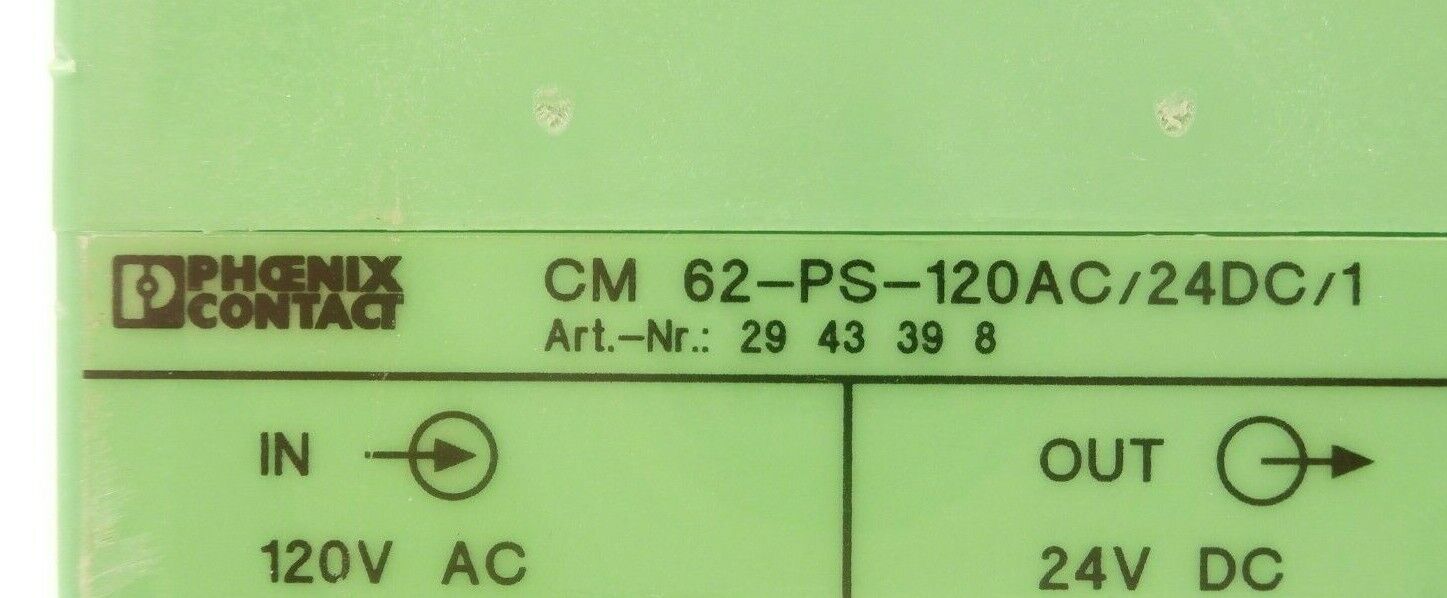 PHŒNIX
CONTACT
CM 62-PS-120AC/24DC/1
Art.-Nr.: 29 43 39 8
IN
OUT
120V AC
24V DC